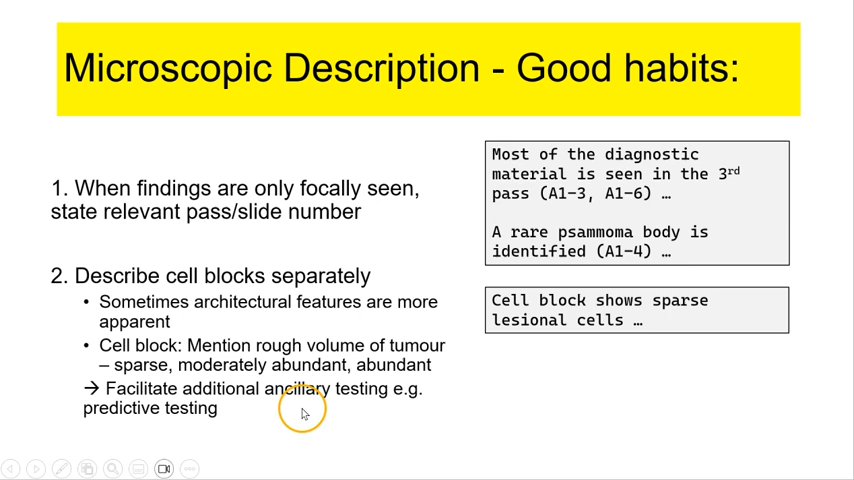 Microscopic Description - Good habits:
1. When findings are only focally seen,
state relevant pass/slide number
2. Describe cell blocks separately
• Sometimes architectural features are more
apparent
• Cell block: Mention rough volume of tumour
– sparse, moderately abundant, abundant
→ Facilitate additional ancillary testing e.g.
predictive testing
Most of the diagnostic
material is seen in the 3rd
pass (A1-3, A1-6) …
A rare psammoma body is
identified (A1-4) …
Cell block shows sparse
lesional cells …